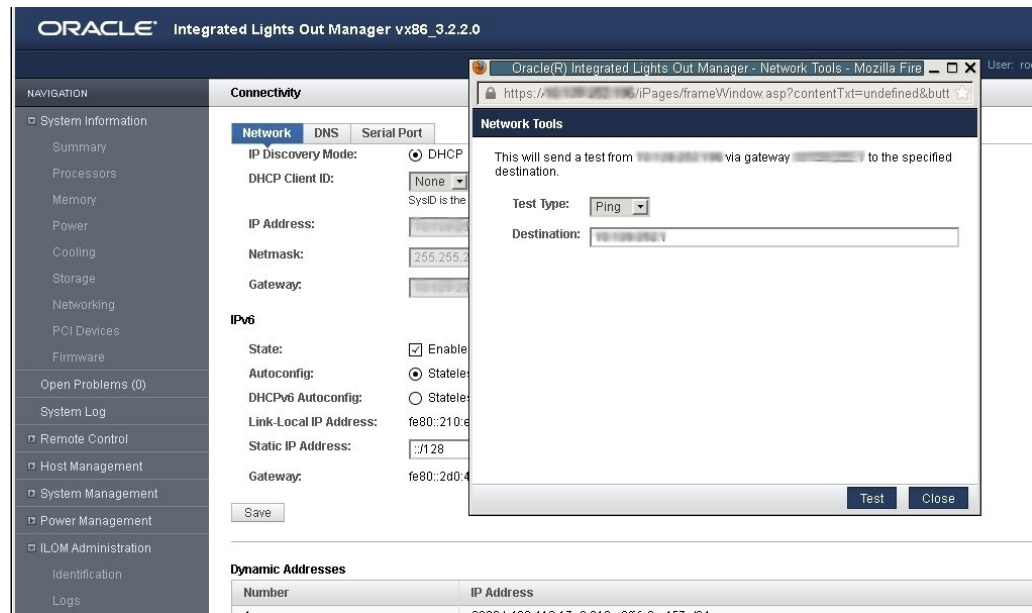 ORACLE Integrated Lights Out Manager vx86_3.2.2.0
User: ro
NAVIGATION
System Information
Summary
Processors
Memory
Power
Cooling
Storage
Networking
PCI Devices
Firmware
Open Problems (0)
System Log
Remote Control
Host Management
System Management
Power Management
ILOM Administration
Identification
Logs
Connectivity
Network DNS Serial Port
IP Discovery Mode: DHCP
DHCP Client ID: None
SysID is the
IP Address:
Netmask: 255.255.2
Gateway:
IPv6
State: Enable
Autoconfig: Stateles
DHCPv6 Autoconfig: Stateles
Link-Local IP Address: fe80::210:e
Static IP Address: ::/128
Gateway: fe80::2d0:4
Save
Dynamic Addresses
Number IP Address
Oracle(R) Integrated Lights Out Manager - Network Tools - Mozilla Fire
https:// /iPages/frameWindow.asp?contentTxt=undefined&butt
Network Tools
This will send a test from via gateway to the specified
destination.
Test Type: Ping
Destination:
Test Close